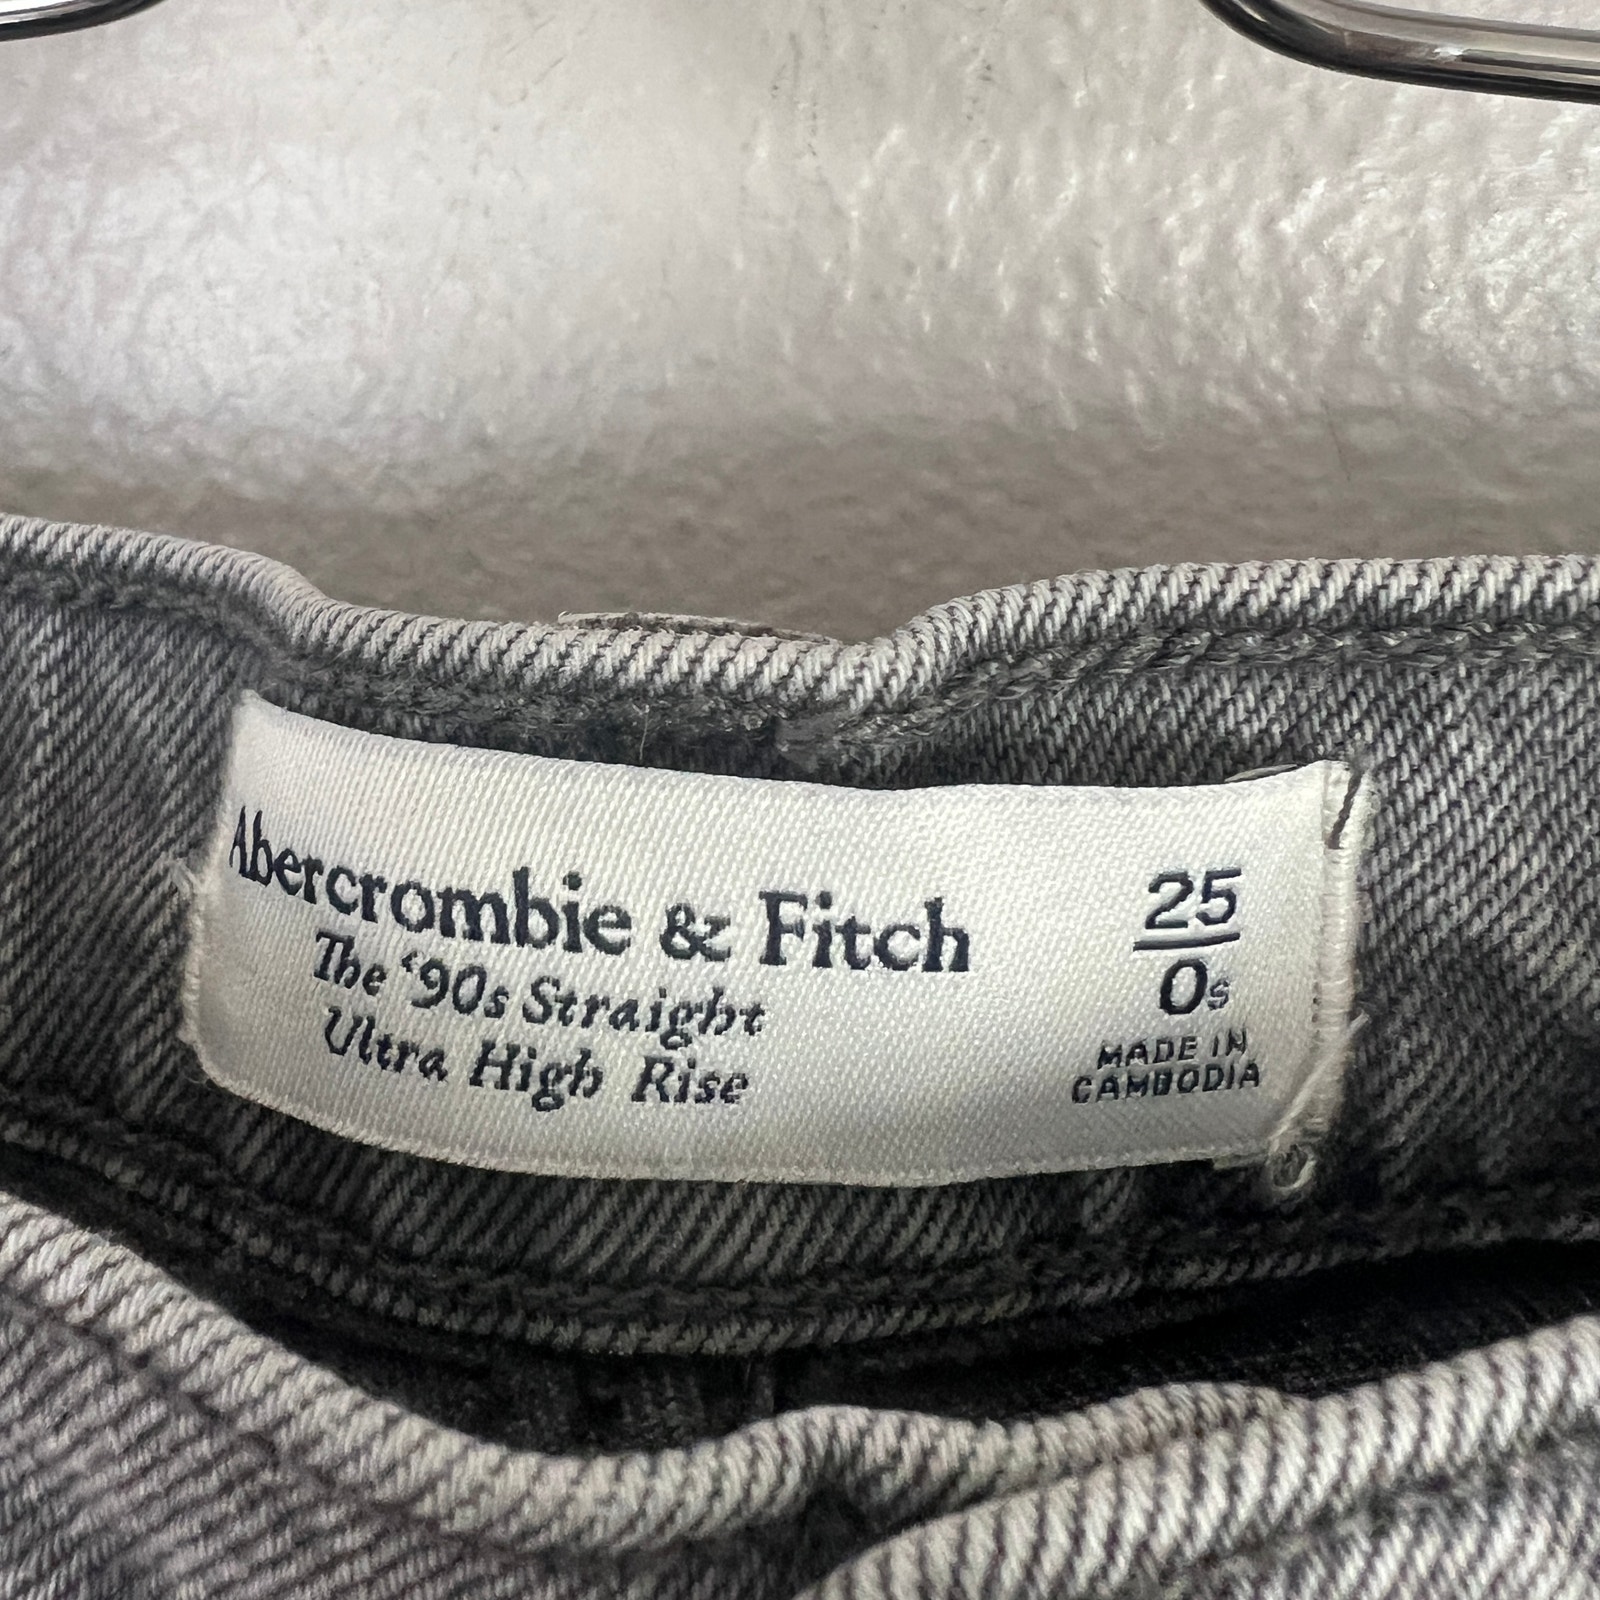 Abercrombie & Fitch
The ‘90s Straight
Ultra High Rise
25
0s
MADE IN
CAMBODIA